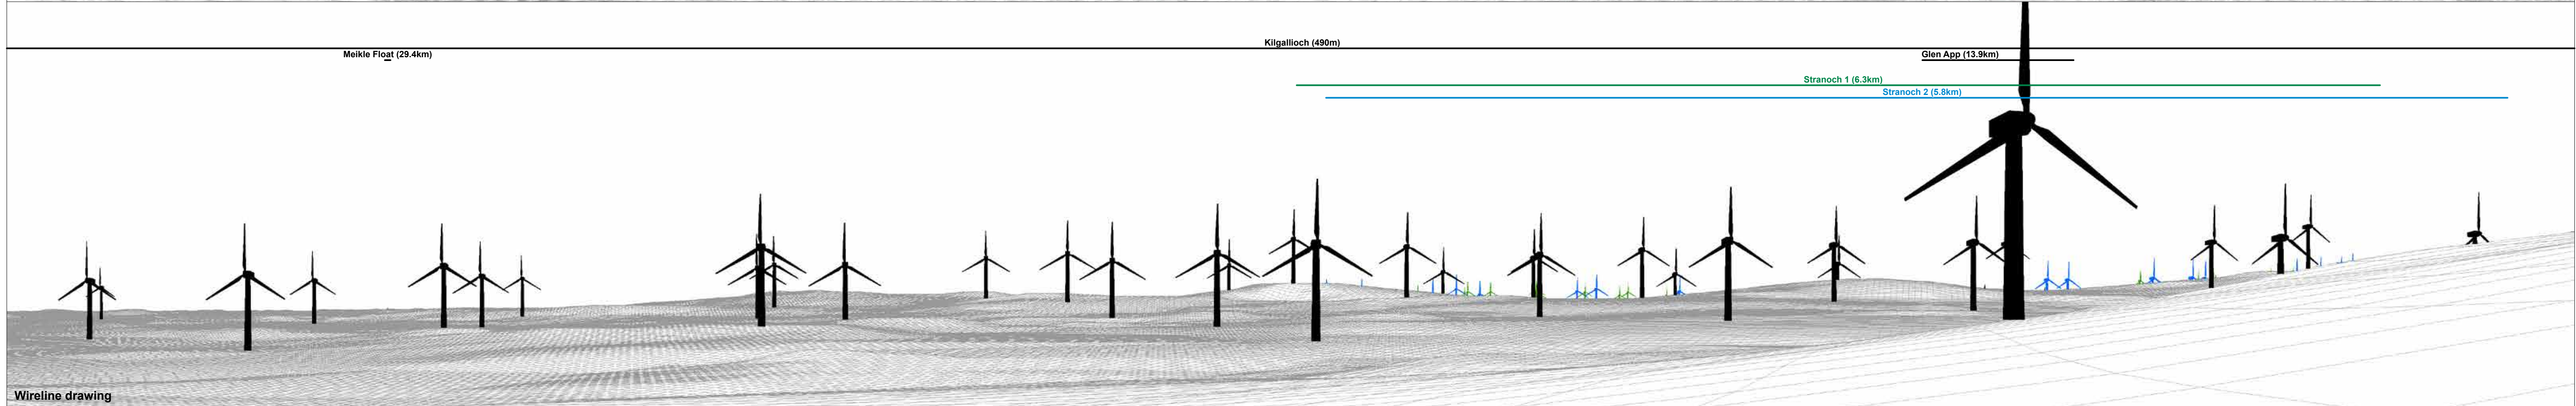 Kilgallioch (490m)
Meikle Float (29.4km)
Glen App (13.9km)
Stranoch 1 (6.3km)
Stranoch 2 (5.8km)
Wireline drawing